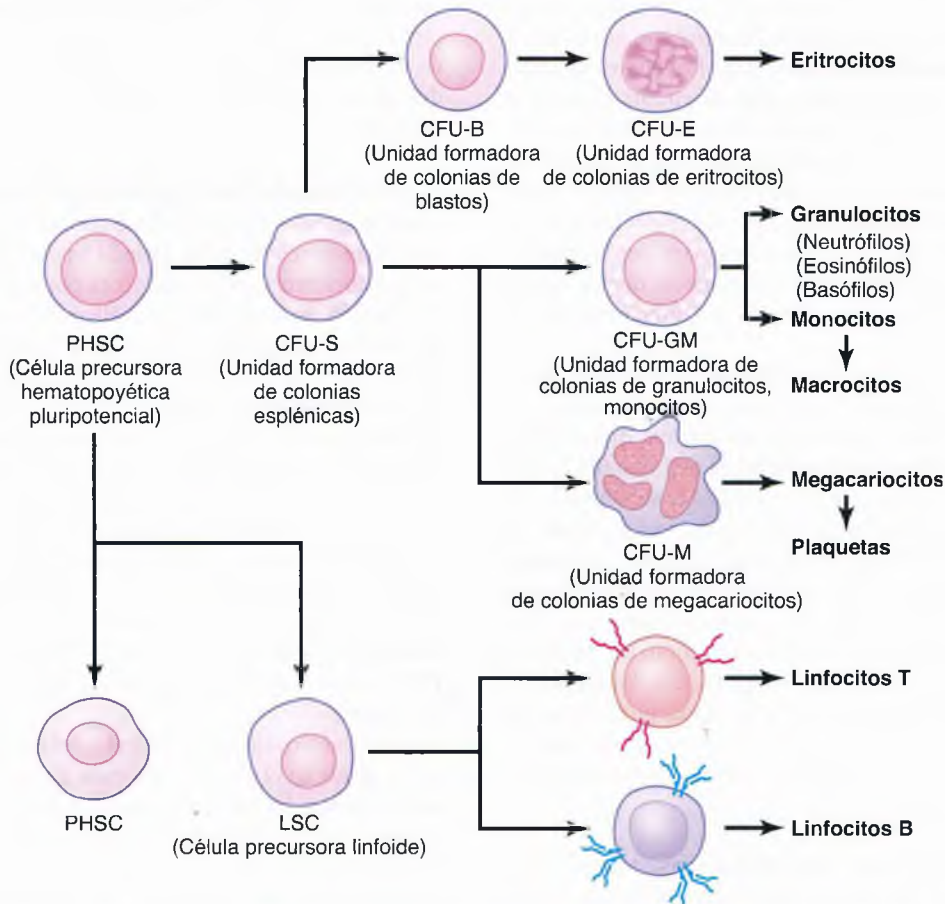 CFU-B
(Unidad formadora
de colonias de
blastos)
CFU-E
(Unidad formadora
de colonias de eritrocitos)
Eritrocitos
PHSC
(Célula precursora
hematopoyética
pluripotencial)
CFU-S
(Unidad formadora
de colonias
esplénicas)
CFU-GM
(Unidad formadora de
colonias de granulocitos,
monocitos)
Granulocitos
(Neutrófilos)
(Eosinófilos)
(Basófilos)
Monocitos
Macrocitos
CFU-M
(Unidad formadora
de colonias de megacariocitos)
Megacariocitos
Plaquetas
PHSC
LSC
(Célula precursora linfoide)
Linfocitos T
Linfocitos B